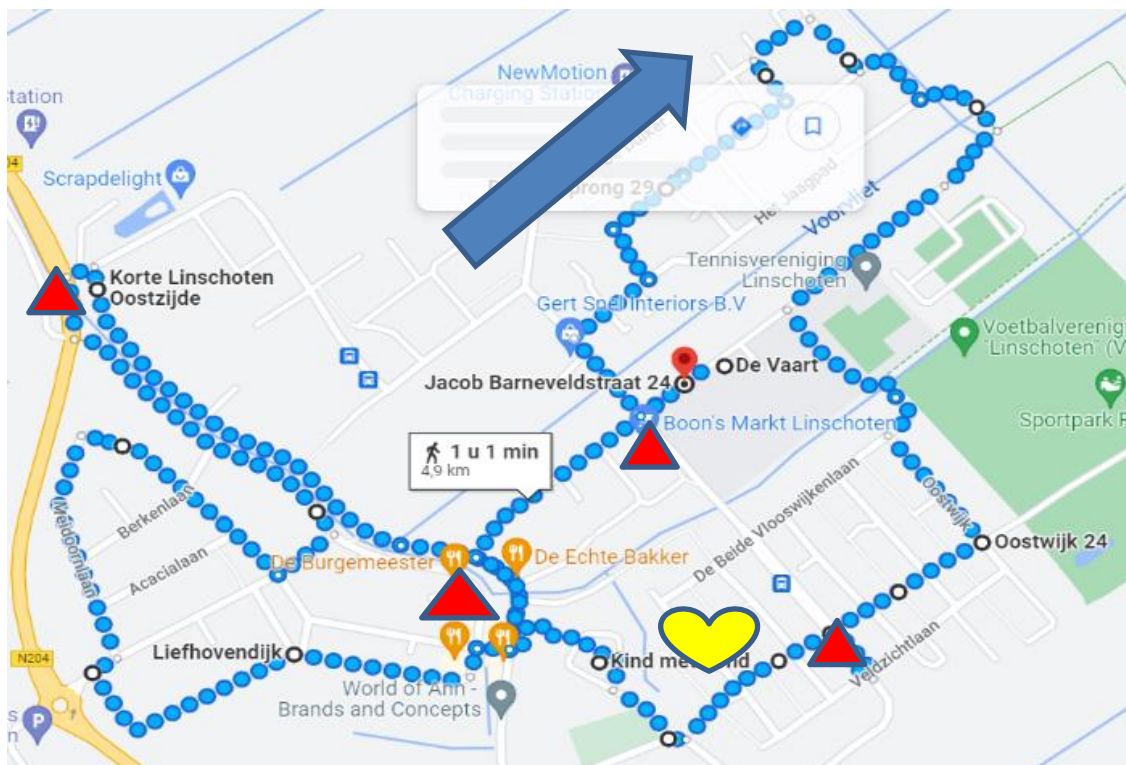 NewMotion
Charging Station
Station
Scrapdelight
29
Het Jaagpad
Voorvliet
Korte Linschoten
Oostzijde
Tennisvereniging
Linschoten
Gert Snel Interiors B.V
Voetbalverenigi
"Linschoten" (V
De Vaart
Jacob Barneveldstraat 24
Boon's Markt Linschoten
Sportpark
1 u 1 min
4,9 km
Berkenlaan
Meidoornlaan
Acacialaan
De Beide Vlooswijkenlaan
Oostwijk
Oostwijk 24
De Burgemeester
De Echte Bakker
Liefhovendijk
Kind me
Veldzichtlaan
N204
World of Ann -
Brands and Concepts
P